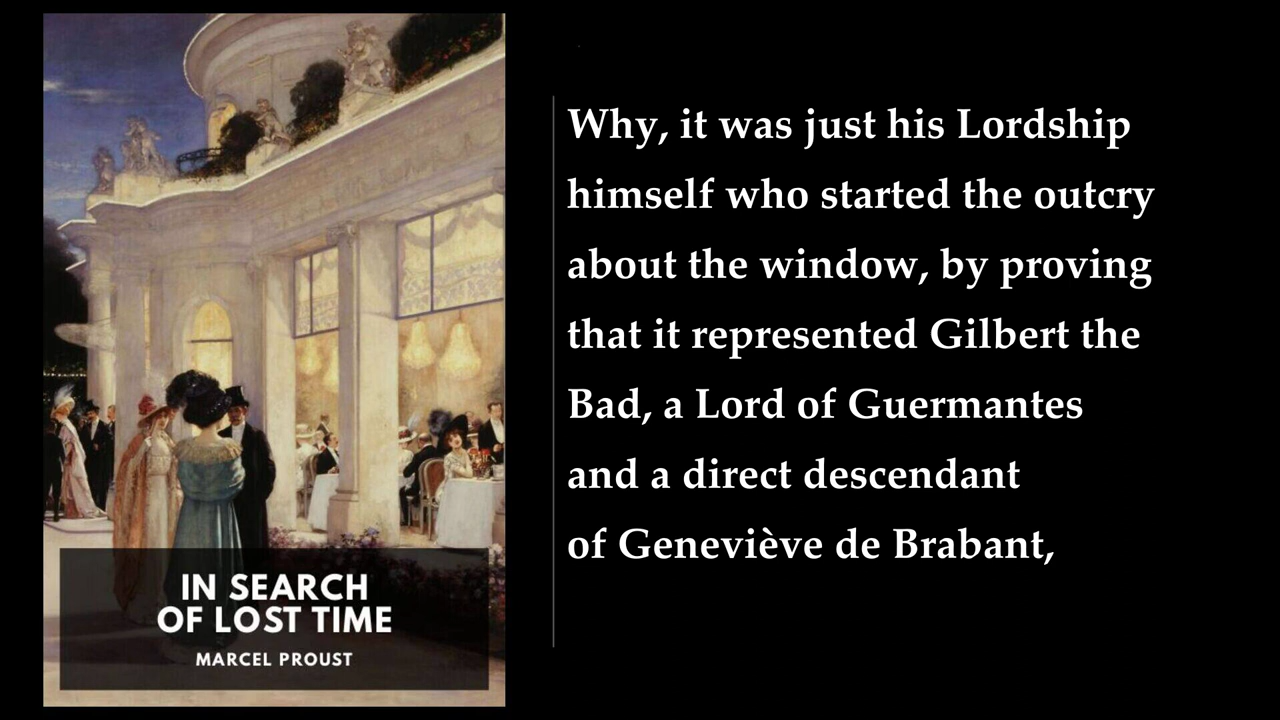 IN SEARCH
OF LOST TIME
MARCEL PROUST
Why, it was just his Lordship
himself who started the outcry
about the window, by proving
that it represented Gilbert the
Bad, a Lord of Guermantes
and a direct descendant
of Geneviève de Brabant,